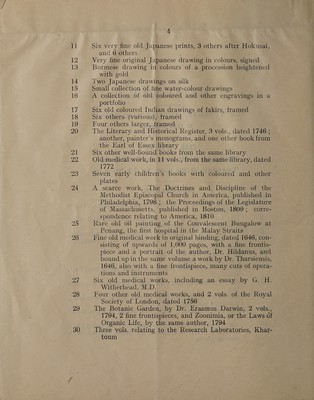 4
11 Six very fine old Japanese prints, 3 others after Hokusai,
and 6 others
12 Very fine original Japanese drawing in colours, signed
13 Burmese drawing in colours of a procession heightened
with gold
14 Two Japanese drawings on silk
15 Small collection of fine water-colour drawings
16 A collection of old coloured and other engravings in a
portfolio
17 Six old coloured Indian drawings of fakirs, framed
18 Six others (various), framed
19 Four others larger, framed
20 The Literary and Historical Register, 3 vols., dated 1746;
another, painter's monograms, and one other book from
the Earl of Essex library
21 Six other well-bound books from the same library
22 Old medical work, in 11 vols., from the same library, dated
1772
23 Seven early children's books with coloured and other
plates
24 A scarce work, The Doctrines and Discipline of the
Methodist Episcopal Church in America, published in
Philadelphia, 1798; the Proceedings of the Legislature
of Massachusetts, published in Boston, 1809; corre-
spondence relating to America, 1810
25 Rare old oil painting of the Convalescent Bungalow at
Penang, the first hospital in the Malay Straits
26 Fine old medical work in original binding, dated 1646, con-
sisting of upwards of 1,000 pages, with a fine frontis-
piece and a portrait of the author, Dr. Hildanus, and
bound up in the same volume a work by Dr. Tharsiensis,
1646, also with a fine frontispiece, many cuts of opera-
tions and instruments
27 Six old medical works, including an essay by G. H.
Witherhead, M.D.
28 Four other old medical works, and 2 vols. of the Royal
Society of London, dated 1756
29 The Botanic Garden, by Dr. Erasmus Darwin, 2 vols.,
1794, 2 fine frontispieces, and Zoonimia, or the Laws of
Organic Life, by the same author, 1794
30 Three vols. relating to the Research Laboratories, Khar-
toum